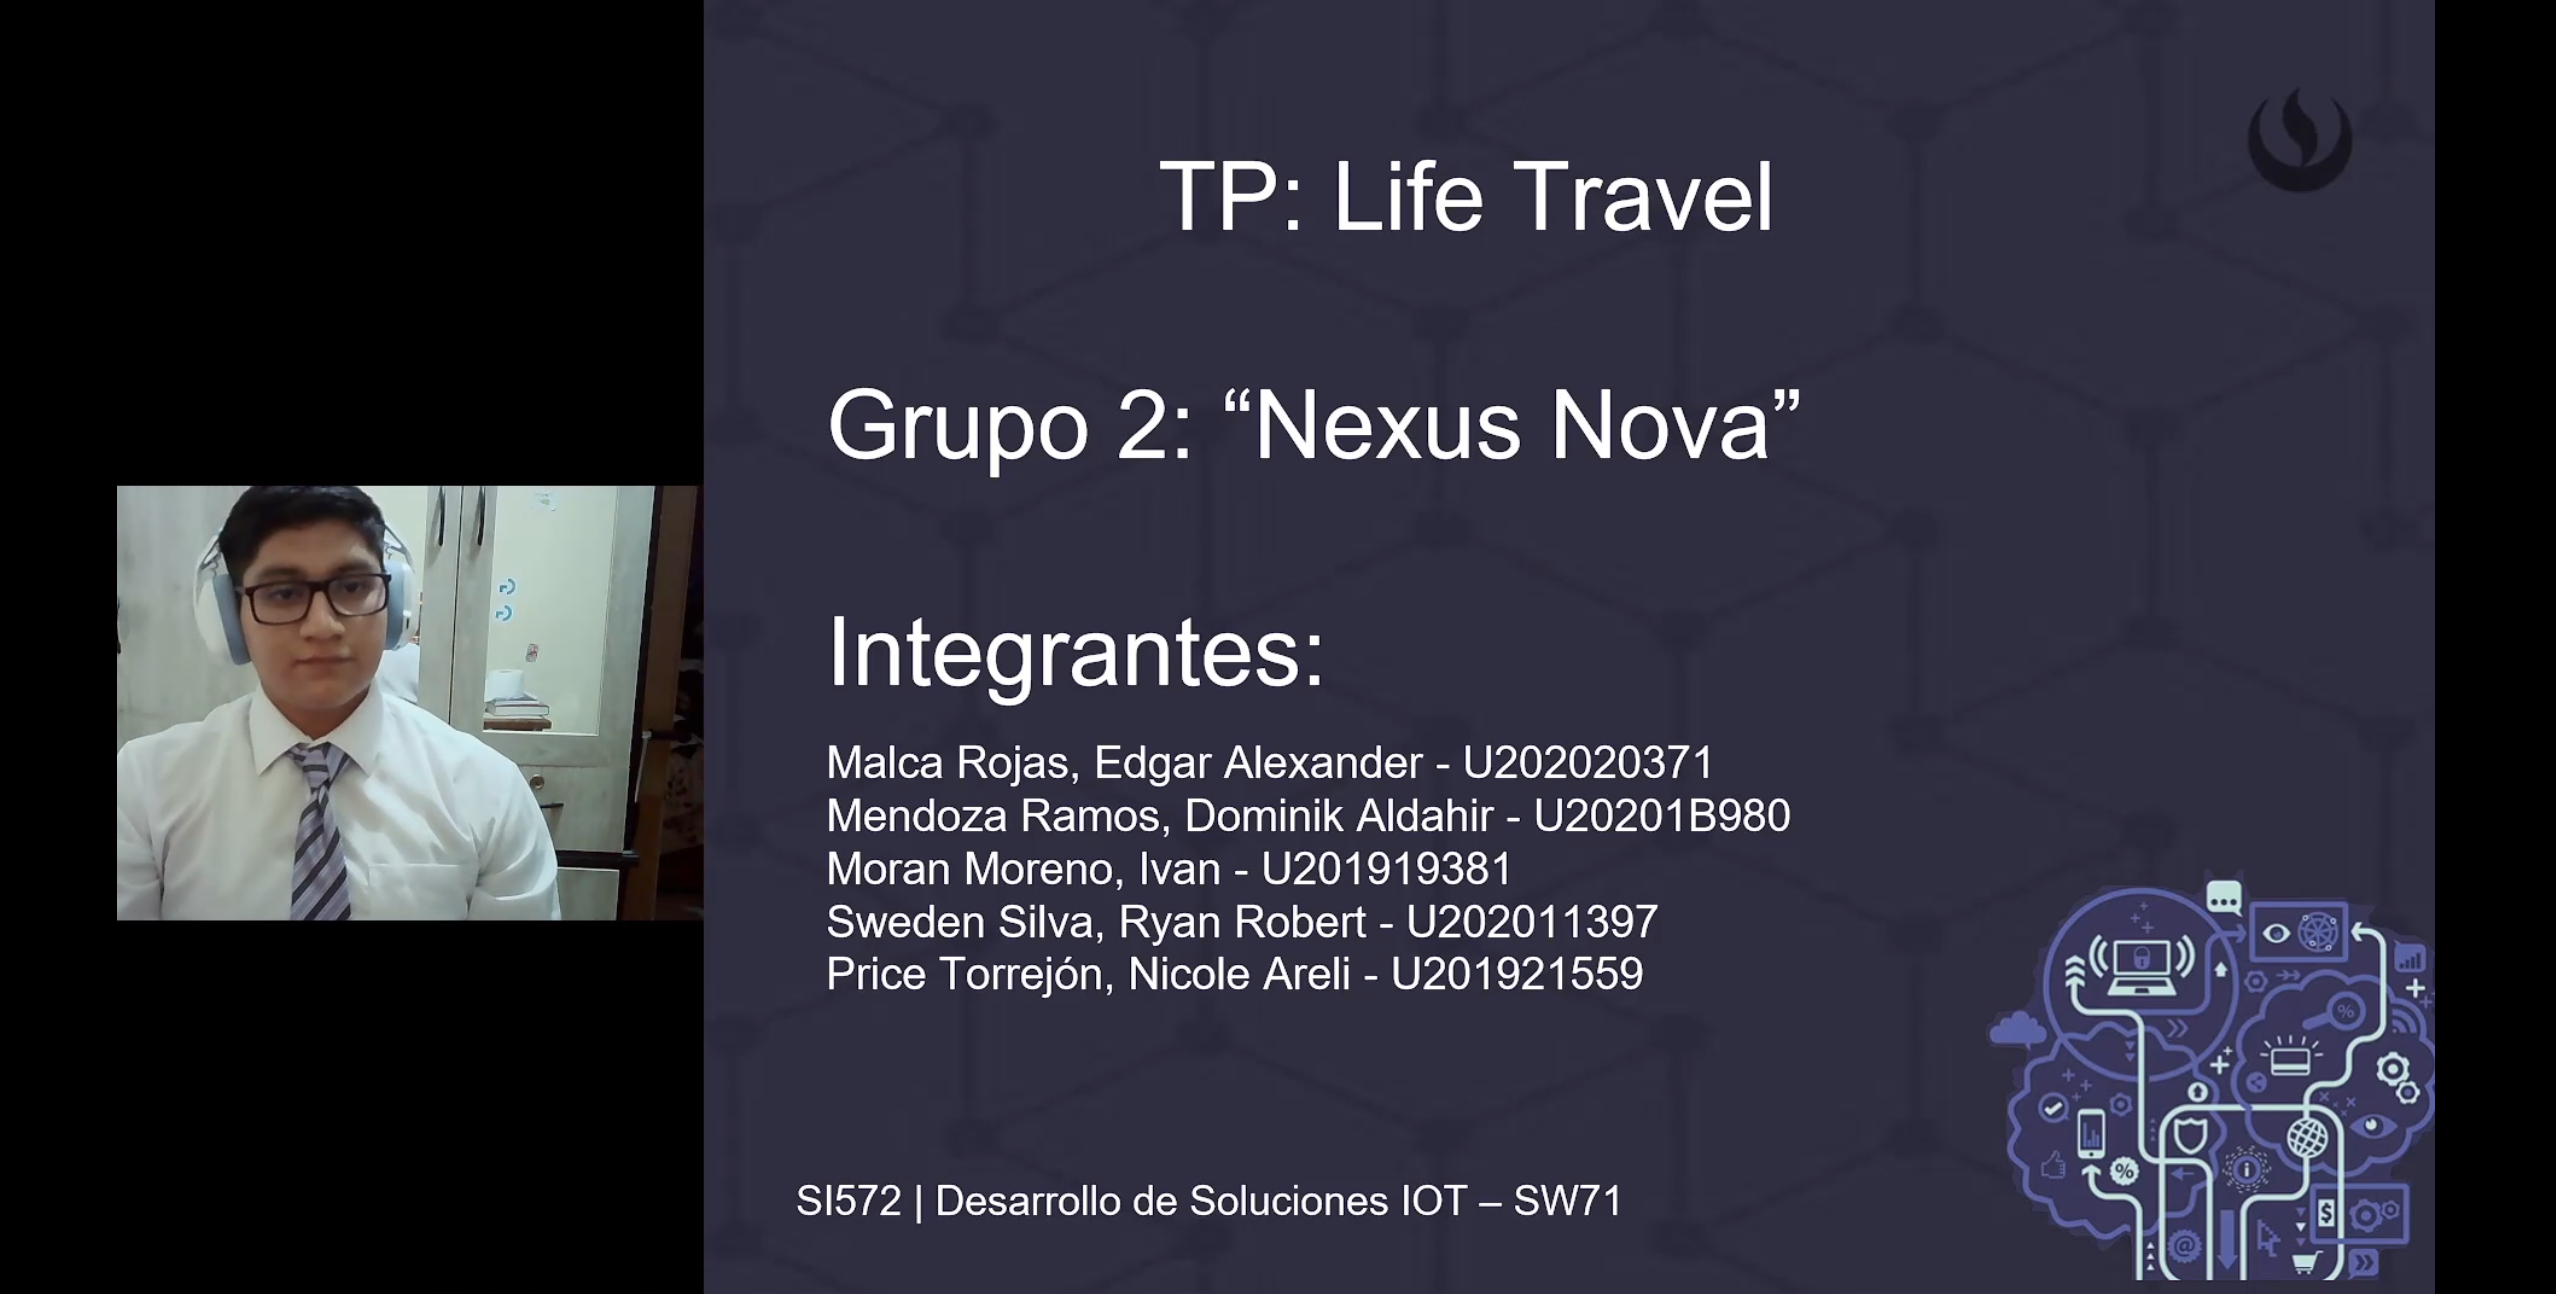 TP: Life Travel
Grupo 2: “Nexus Nova”
Integrantes:
Malca Rojas, Edgar Alexander - U202020371
Mendoza Ramos, Dominik Aldahir - U20201B980
Moran Moreno, Ivan - U201919381
Sweden Silva, Ryan Robert - U202011397
Price Torrejón, Nicole Areli - U201921559
SI572 | Desarrollo de Soluciones IOT – SW71